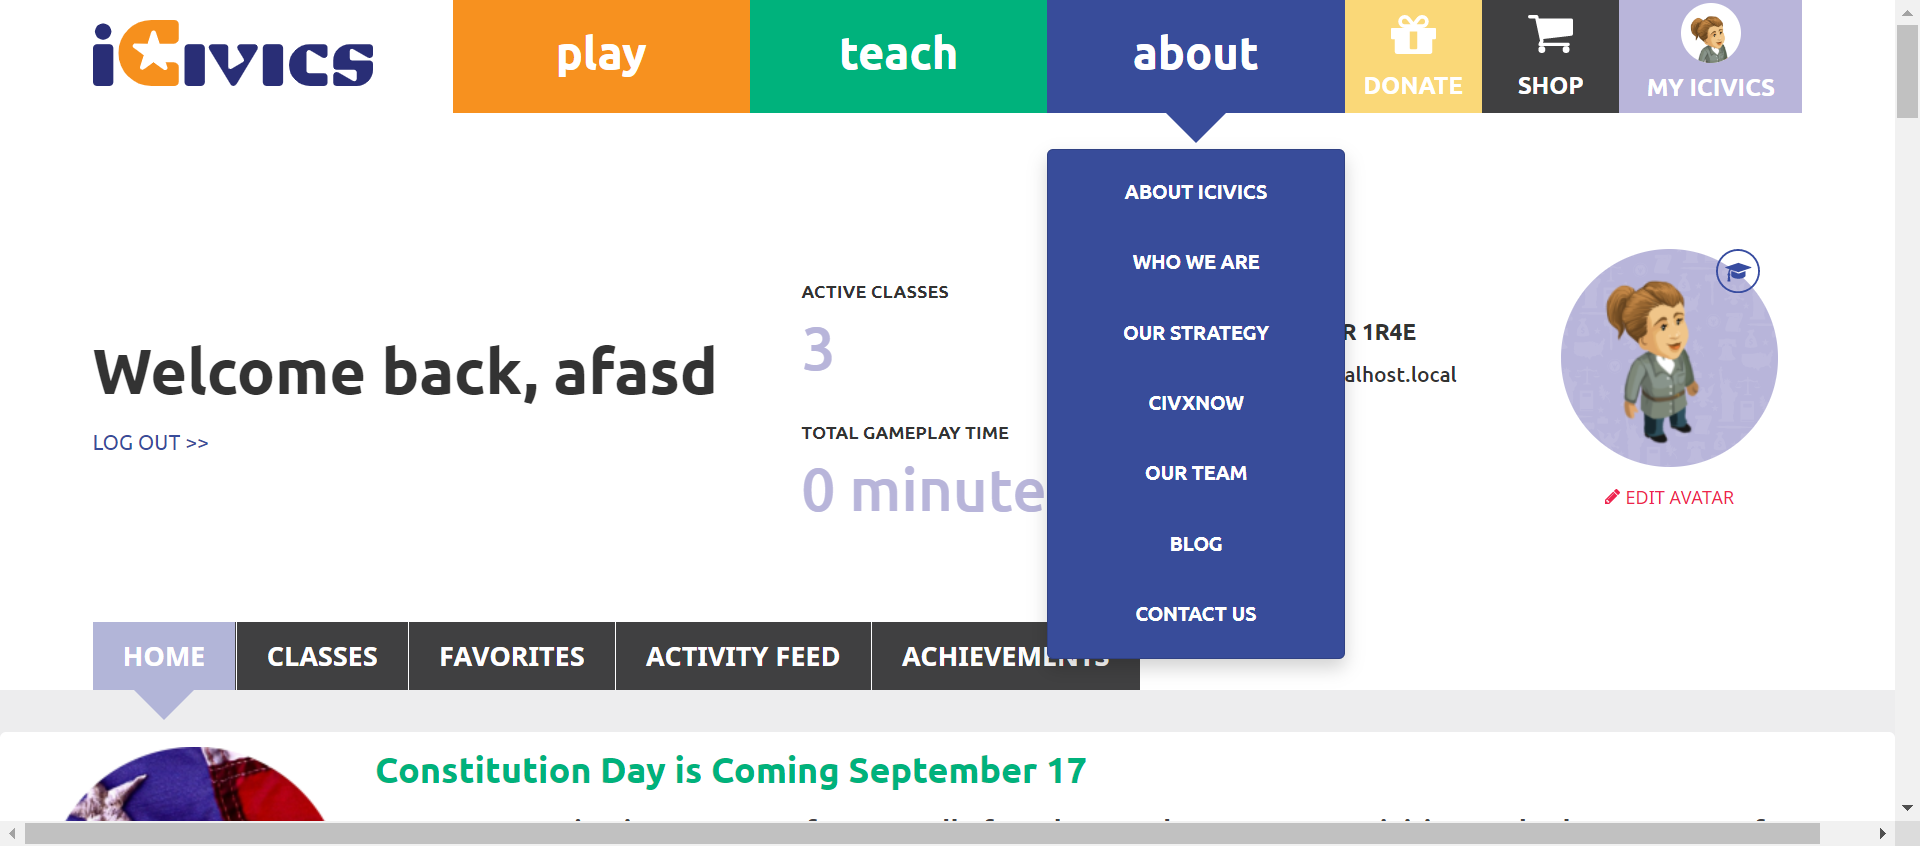 iCivics
play
teach
about
DONATE
SHOP
MY ICIVICS
ABOUT ICIVICS
WHO WE ARE
OUR STRATEGY
CIVXNOW
OUR TEAM
BLOG
CONTACT US
Welcome back, afasd
LOG OUT >>
ACTIVE CLASSES
3
TOTAL GAMEPLAY TIME
0 minute
R 1R4E
alhost.local
EDIT AVATAR
HOME
CLASSES
FAVORITES
ACTIVITY FEED
ACHIEVEMENTS
Constitution Day is Coming September 17